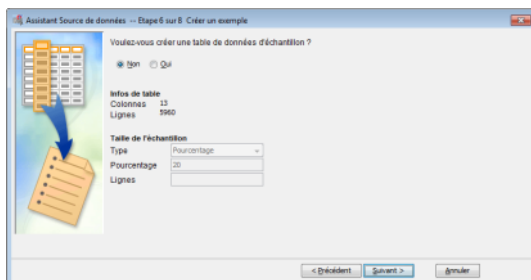 Assistant Source de données -- Etape 6 sur 8 Créer un exemple
Voulez-vous créer une table de données d'échantillon ?
Non Oui
Infos de table
Colonnes 13
Lignes 5960
Taille de l'échantillon
Type Pourcentage
Pourcentage 20
Lignes
< Précédent Suivant > Annuler